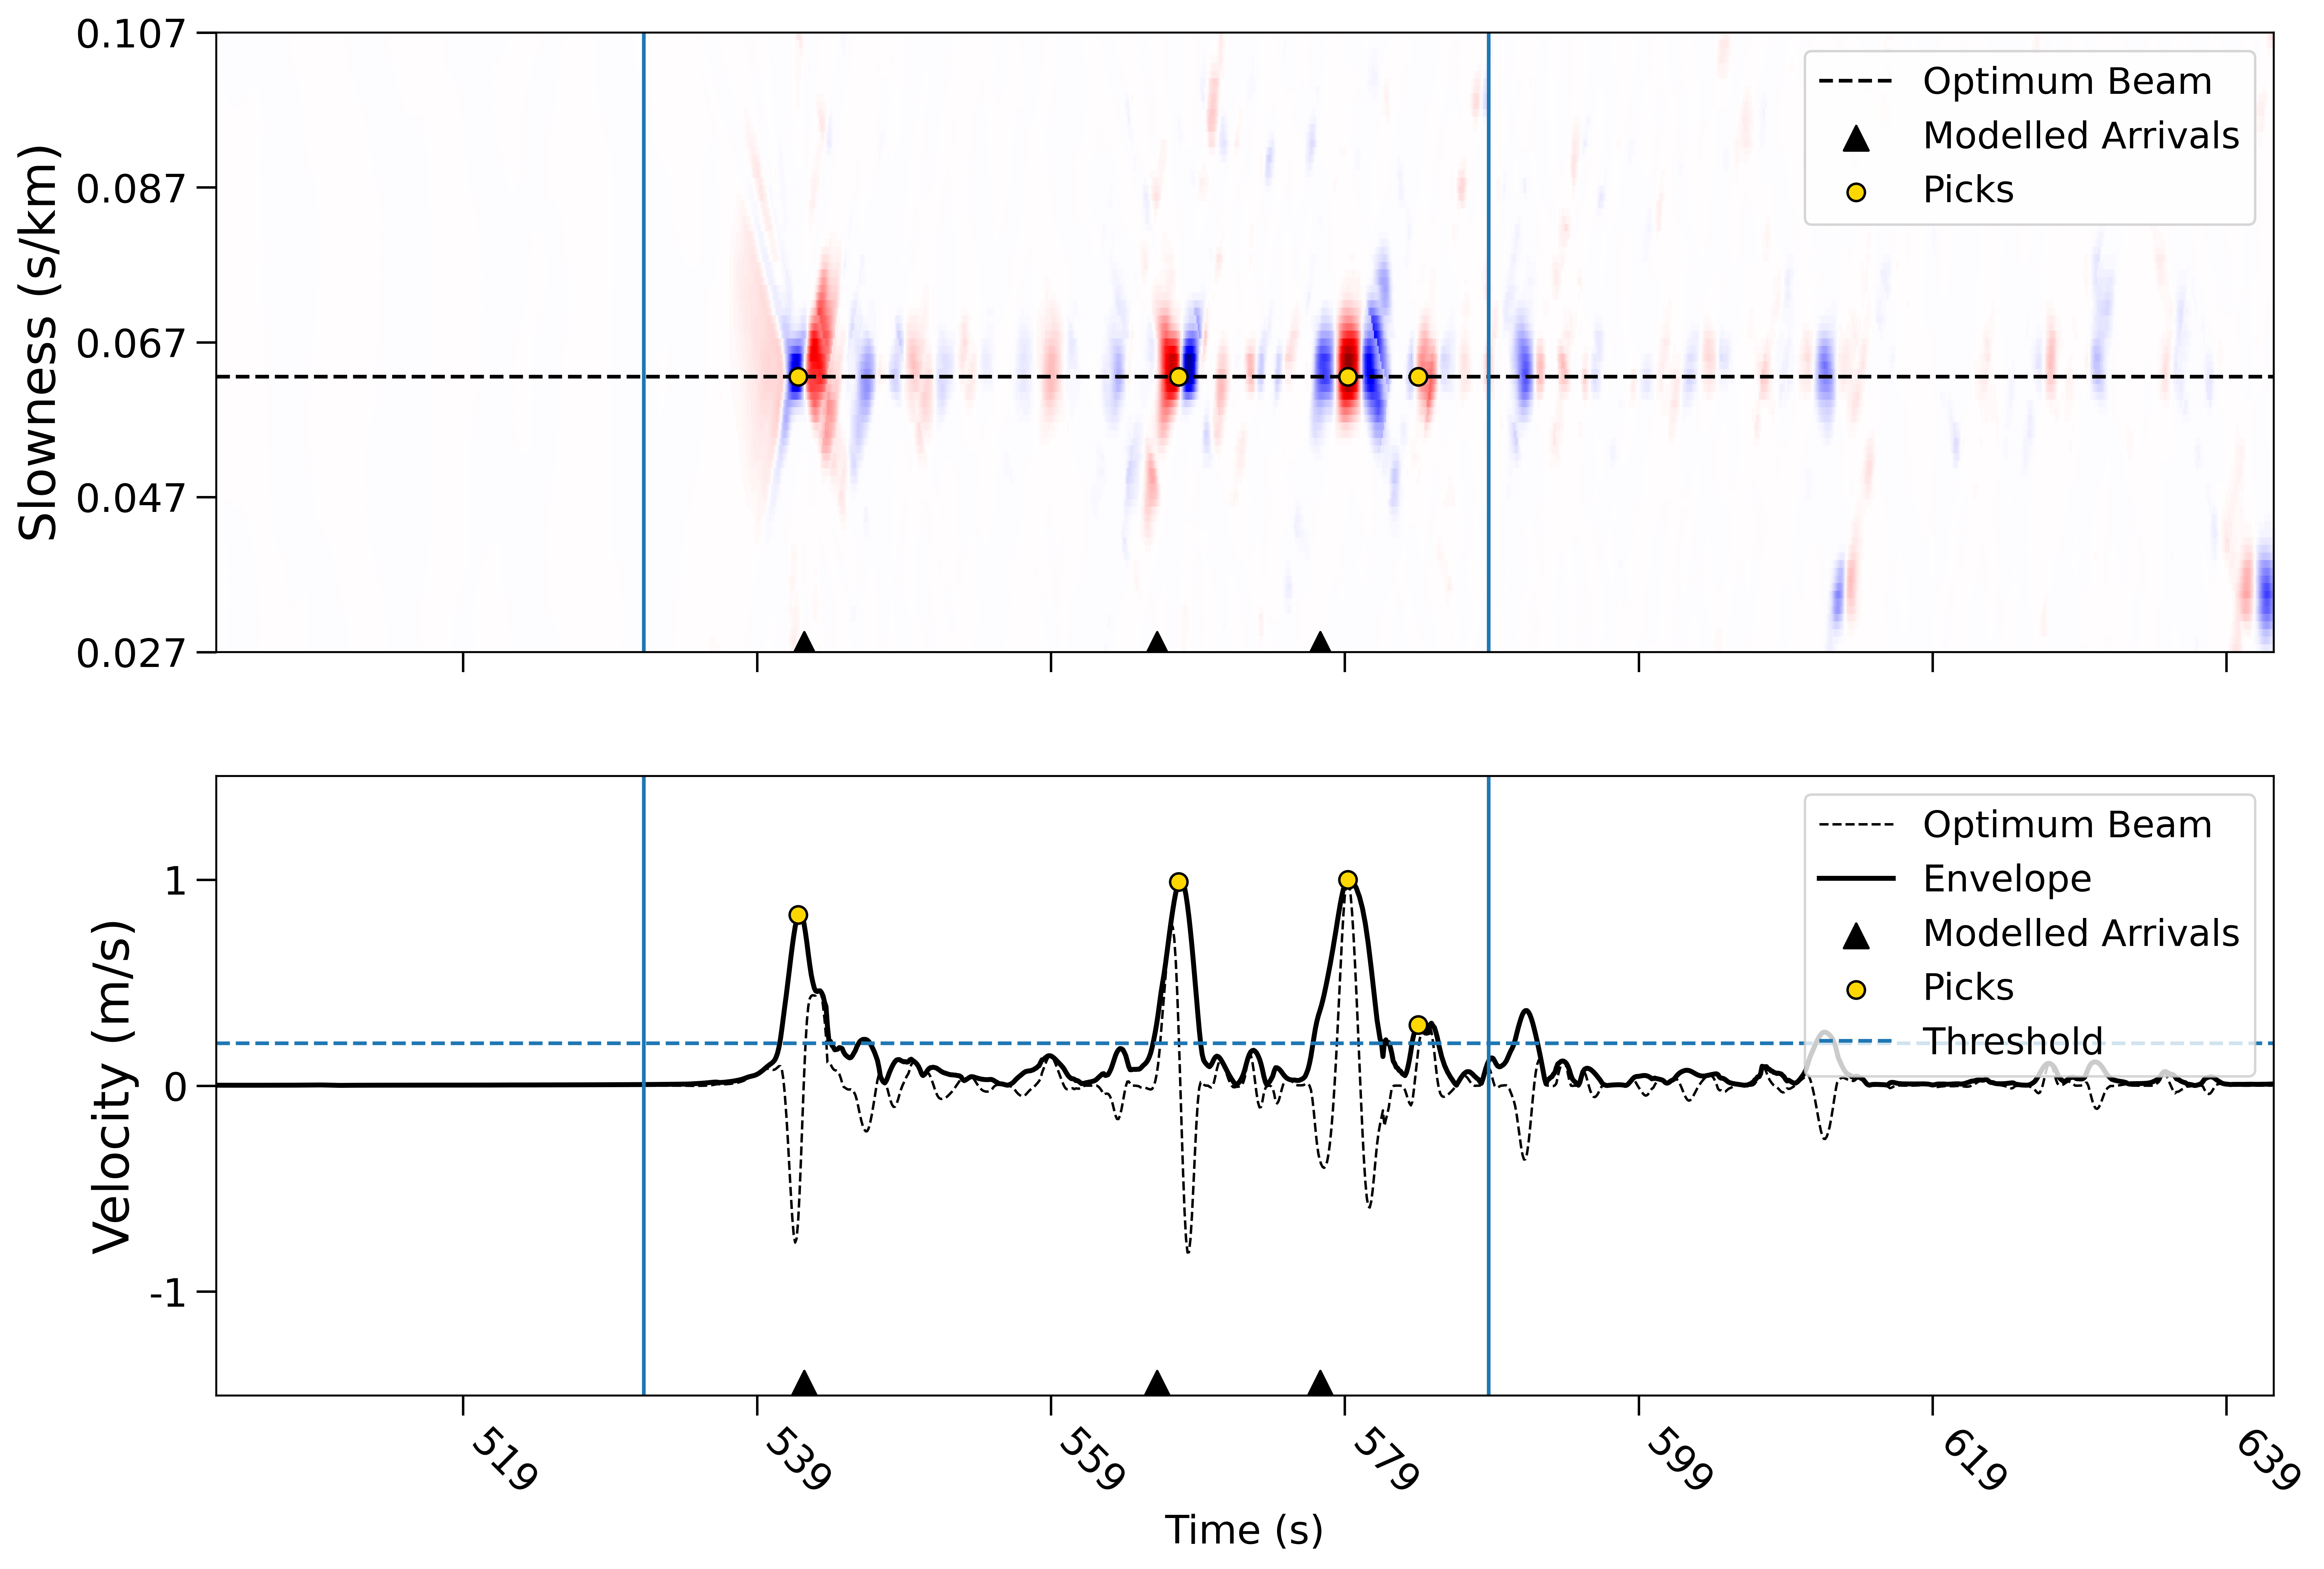 0.107
0.087
0.067
0.047
0.027
Slowness (s/km)
Optimum Beam
Modelled Arrivals
Picks
1
0
-1
Velocity (m/s)
Optimum Beam
Envelope
Modelled Arrivals
Picks
Threshold
519 539 559 579 599 619 639
Time (s)